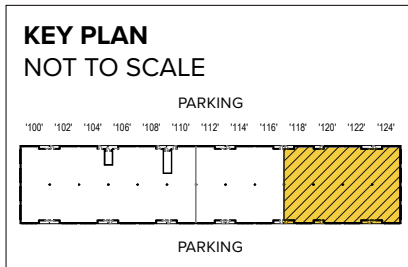 KEY PLAN
NOT TO SCALE
PARKING
'100' '102' '104' '106' '108' '110' '112' '114' '116' '118' '120' '122' '124'
PARKING